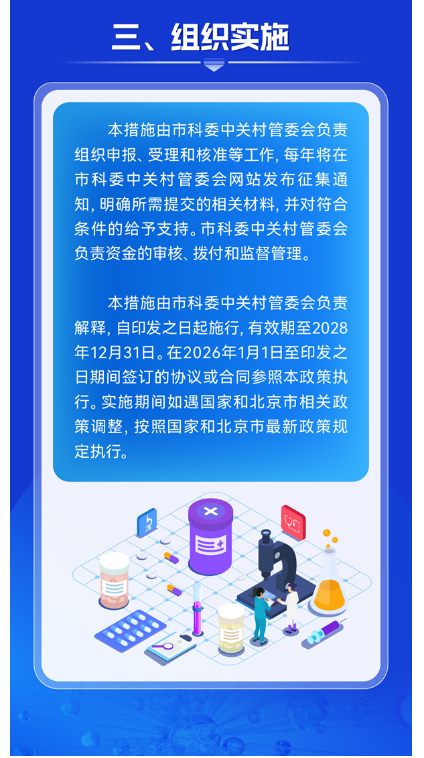 三、组织实施
本措施由市科委中关村管委会负责
组织申报、受理和核准等工作,每年将在
市科委中关村管委会网站发布征集通
知,明确所需提交的相关材料,并对符合
条件的给予支持。市科委中关村管委会
负责资金的审核、拨付和监督管理。
本措施由市科委中关村管委会负责
解释,自印发之日起施行,有效期至2028
年12月31日。在2026年1月1日至印发之
日期间签订的协议或合同参照本政策执
行。实施期间如遇国家和北京市相关政
策调整,按照国家和北京市最新政策规
定执行。